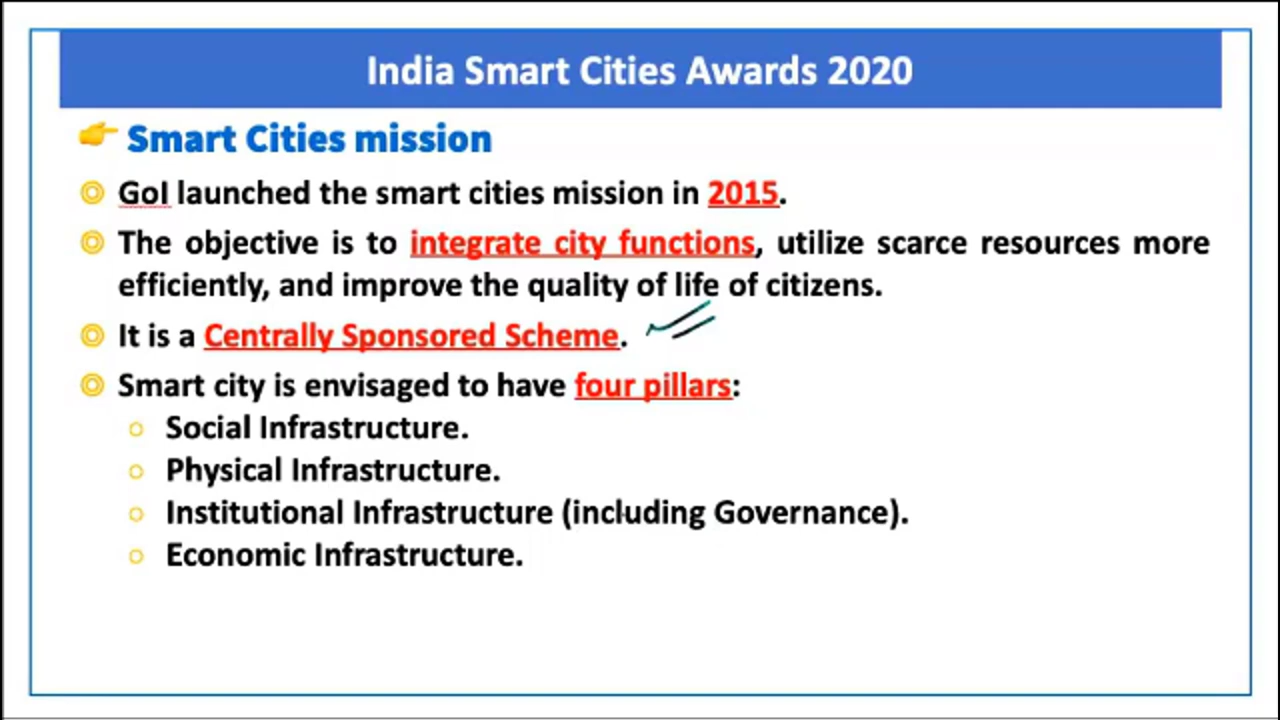 India Smart Cities Awards 2020
Smart Cities mission
GoI launched the smart cities mission in 2015.
The objective is to integrate city functions, utilize scarce resources more
efficiently, and improve the quality of life of citizens.
It is a Centrally Sponsored Scheme.
Smart city is envisaged to have four pillars:
Social Infrastructure.
Physical Infrastructure.
Institutional Infrastructure (including Governance).
Economic Infrastructure.